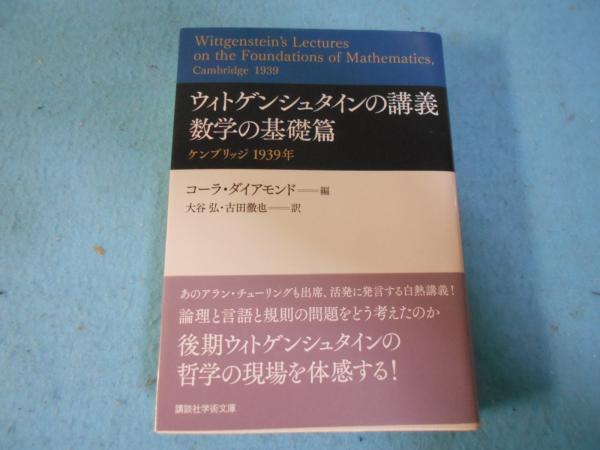 Wittgenstein's Lectures
on the Foundations of Mathematics,
Cambridge 1939
ウィトゲンシュタインの講義
数学の基礎篇
ケンブリッジ 1939年
コーラ・ダイアモンド――編
大谷 弘・古田徹也――訳
あのアラン・チューリングも出席、活発に発言する白熱講義!
論理と言語と規則の問題をどう考えたのか
後期ウィトゲンシュタインの
哲学の現場を体感する!
講談社学術文庫